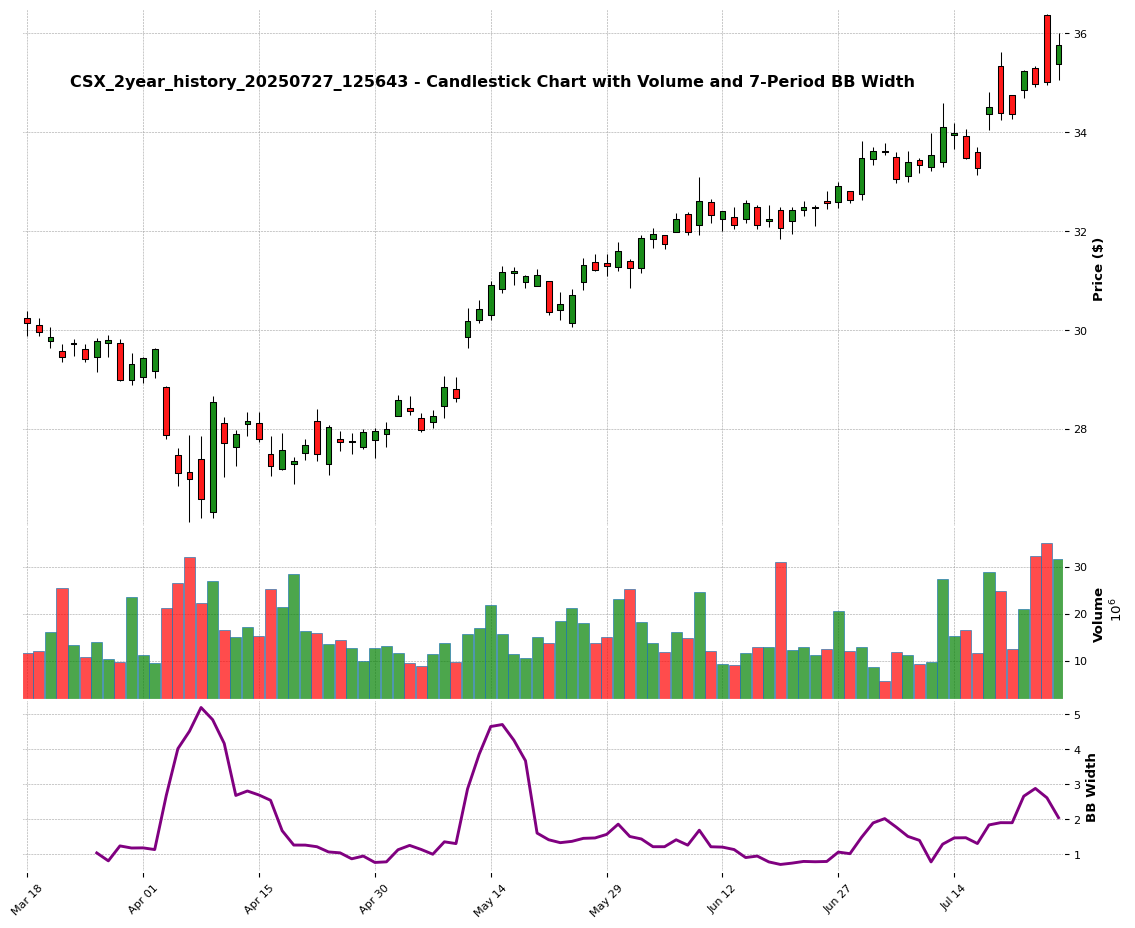 CSX_2year_history_20250727_125643 - Candlestick Chart with Volume and 7-Period BB Width
36
34
32
30
28
Price ($)
30
20
10
Volume
10^6
5
4
3
2
1
BB Width
Mar 18
Apr 01
Apr 15
Apr 30
May 14
May 29
Jun 12
Jun 27
Jul 14